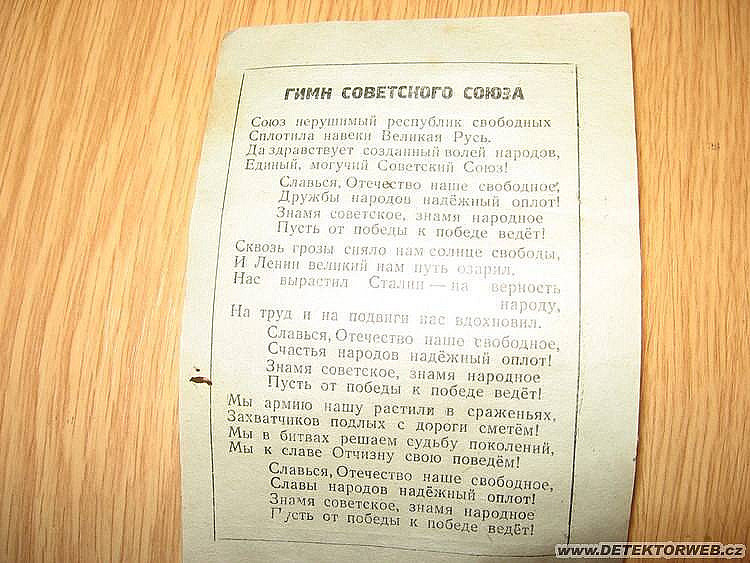 ГИМН СОВЕТСКОГО СОЮЗА
Союз нерушимый республик свободных
Сплотила навеки Великая Русь.
Да здравствует созданный волей народов,
Единый, могучий Советский Союз!
Славься, Отечество наше свободное,
Дружбы народов надёжный оплот!
Знамя советское, знамя народное
Пусть от победы к победе ведёт!
Сквозь грозы сияло нам солнце свободы,
И Ленин великий нам путь озарил.
Нас вырастил Сталин — на верность
народу,
На труд и на подвиги нас вдохновил.
Славься, Отечество наше свободное,
Счастья народов надёжный оплот!
Знамя советское, знамя народное
Пусть от победы к победе ведёт!
Мы армию нашу растили в сраженьях,
Захватчиков подлых с дороги сметём!
Мы в битвах решаем судьбу поколений,
Мы к славе Отчизну свою поведём!
Славься, Отечество наше свободное,
Славы народов надёжный оплот!
Знамя советское, знамя народное
Пусть от победы к победе ведёт!
www.DETEKTORWEB.cz